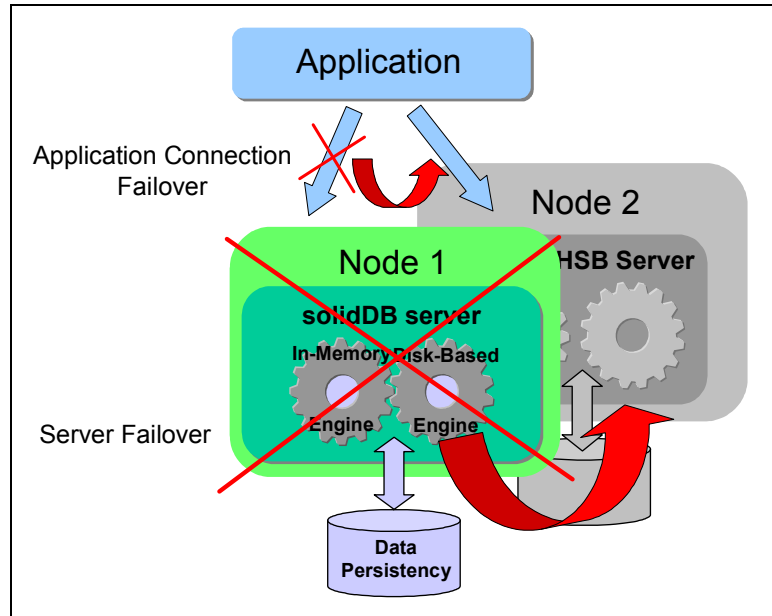 Application
Application Connection
Failover
Node 2
HSB Server
Node 1
solidDB server
In-Memory Disk-Based
Engine Engine
Server Failover
Data
Persistency